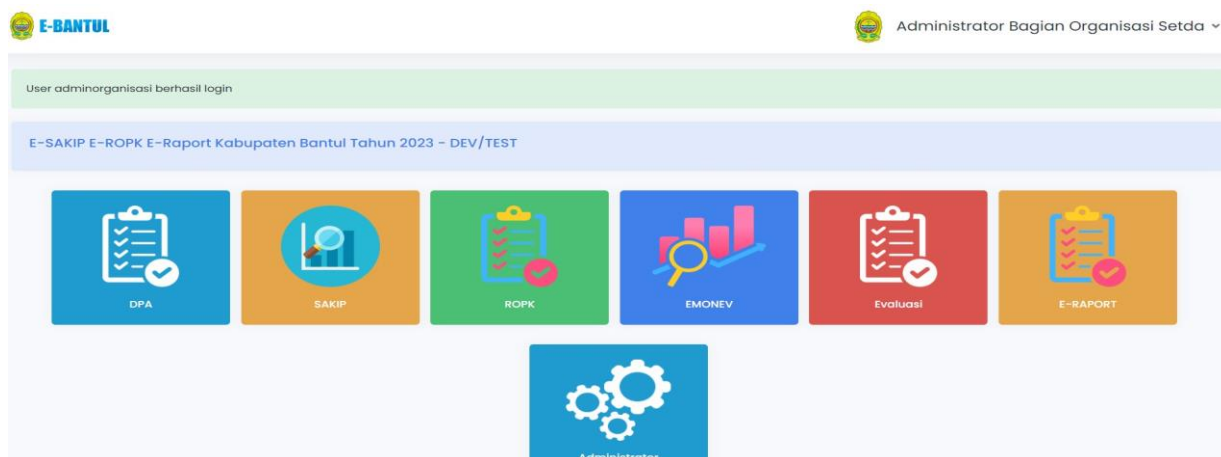 E-BANTUL
Administrator Bagian Organisasi Setda
User adminorganisasi berhasil login
E-SAKIP E-ROPK E-Raport Kabupaten Bantul Tahun 2023 - DEV/TEST
DPA
SAKIP
ROPK
EMONEV
Evaluasi
E-RAPORT
Administrator